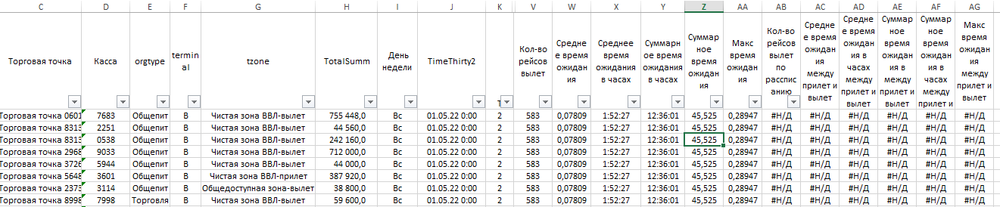 C D E F G H I J K V W X Y Z AA AB AC AD AE AF AG
Торговая точка Касса orgtype terminal tzone TotalSumm День недели TimeThirty2 Кол-во рейсов вылет Среднее время ожидания Среднее время ожидания в часах Суммарное время ожидания в часах Суммарное время ожидания Макс время ожидания Кол-во рейсов вылет по расписанию Среднее время ожидания между прилет и вылет Среднее время ожидания в часах между прилет и вылет Суммарное время ожидания в между прилет и Суммарное время ожидания в часах между прилет и Макс время ожидания между прилет и вылет
Торговая точка 0601 7683 Общепит В Чистая зона ВВЛ-вылет 755 448,0 Вс 01.05.22 0:00 2 583 0,07809 1:52:27 12:36:01 45,525 0,28947 #Н/Д #Н/Д #Н/Д #Н/Д #Н/Д #Н/Д
Торговая точка 8313 2251 Общепит В Чистая зона ВВЛ-вылет 44 560,0 Вс 01.05.22 0:00 2 583 0,07809 1:52:27 12:36:01 45,525 0,28947 #Н/Д #Н/Д #Н/Д #Н/Д #Н/Д #Н/Д
Торговая точка 8313 0538 Общепит В Чистая зона ВВЛ-вылет 242 160,0 Вс 01.05.22 0:00 2 583 0,07809 1:52:27 12:36:01 45,525 0,28947 #Н/Д #Н/Д #Н/Д #Н/Д #Н/Д #Н/Д
Торговая точка 2968 9033 Общепит В Чистая зона ВВЛ-вылет 712 000,0 Вс 01.05.22 0:00 2 583 0,07809 1:52:27 12:36:01 45,525 0,28947 #Н/Д #Н/Д #Н/Д #Н/Д #Н/Д #Н/Д
Торговая точка 3726 5944 Общепит В Чистая зона ВВЛ-вылет 44 000,0 Вс 01.05.22 0:00 2 583 0,07809 1:52:27 12:36:01 45,525 0,28947 #Н/Д #Н/Д #Н/Д #Н/Д #Н/Д #Н/Д
Торговая точка 5648 3601 Общепит В Чистая зона ВВЛ-прилет 387 920,0 Вс 01.05.22 0:00 2 583 0,07809 1:52:27 12:36:01 45,525 0,28947 #Н/Д #Н/Д #Н/Д #Н/Д #Н/Д #Н/Д
Торговая точка 2373 3114 Общепит В Общедоступная зона-вылет 38 800,0 Вс 01.05.22 0:00 2 583 0,07809 1:52:27 12:36:01 45,525 0,28947 #Н/Д #Н/Д #Н/Д #Н/Д #Н/Д #Н/Д
Торговая точка 8998 7998 Торговля В Чистая зона ВВЛ-вылет 59 600,0 Вс 01.05.22 0:00 2 583 0,07809 1:52:27 12:36:01 45,525 0,28947 #Н/Д #Н/Д #Н/Д #Н/Д #Н/Д #Н/Д